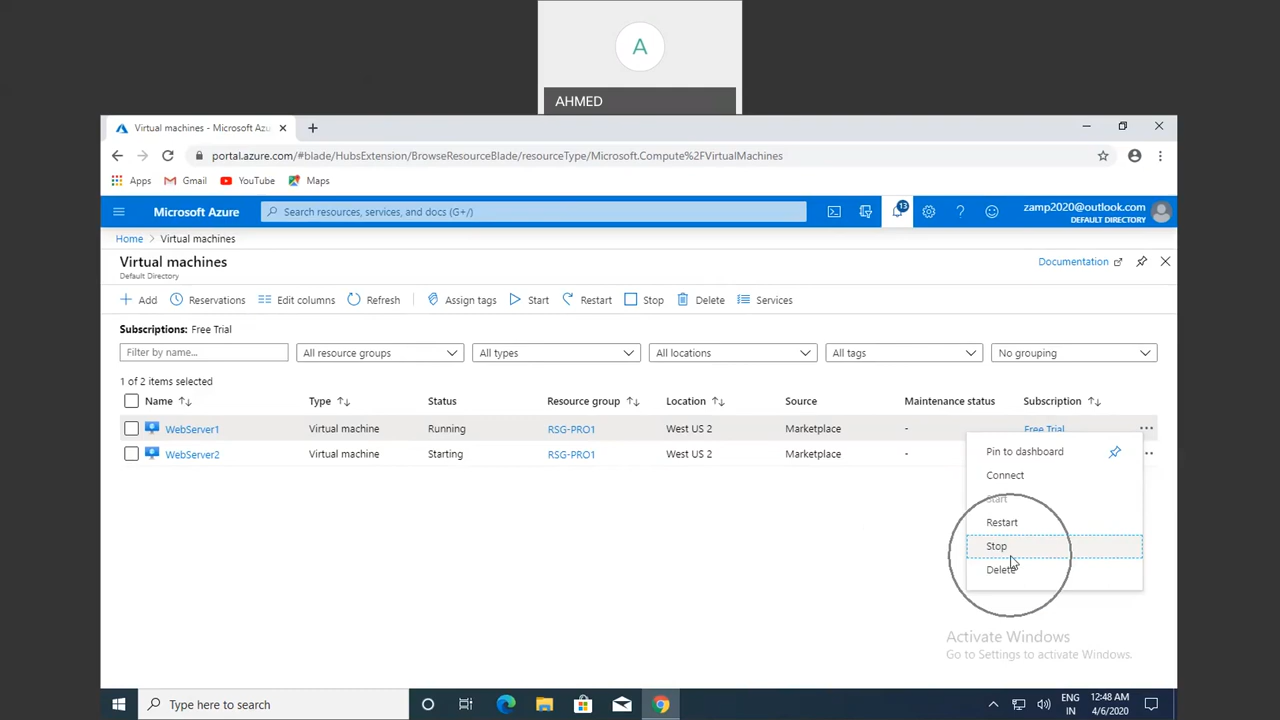 A
AHMED
Virtual machines - Microsoft Azu
portal.azure.com/#blade/HubsExtension/BrowseResourceBlade/resourceType/Microsoft.Compute%2FVirtualMachines
Apps Gmail YouTube Maps
Microsoft Azure Search resources, services, and docs (G+/) 13 zamp2020@outlook.com
DEFAULT DIRECTORY
Home > Virtual machines
Virtual machines Documentation
Default Directory
Add Reservations Edit columns Refresh Assign tags Start Restart Stop Delete Services
Subscriptions: Free Trial
Filter by name... All resource groups All types All locations All tags No grouping
1 of 2 items selected
Name Type Status Resource group Location Source Maintenance status Subscription
WebServer1 Virtual machine Running RSG-PRO1 West US 2 Marketplace - Free Trial ...
WebServer2 Virtual machine Starting RSG-PRO1 West US 2 Marketplace -
Pin to dashboard
Connect
Start
Restart
Stop
Delete
Activate Windows
Go to Settings to activate Windows.
Type here to search
ENG 12:48 AM
IN 4/6/2020